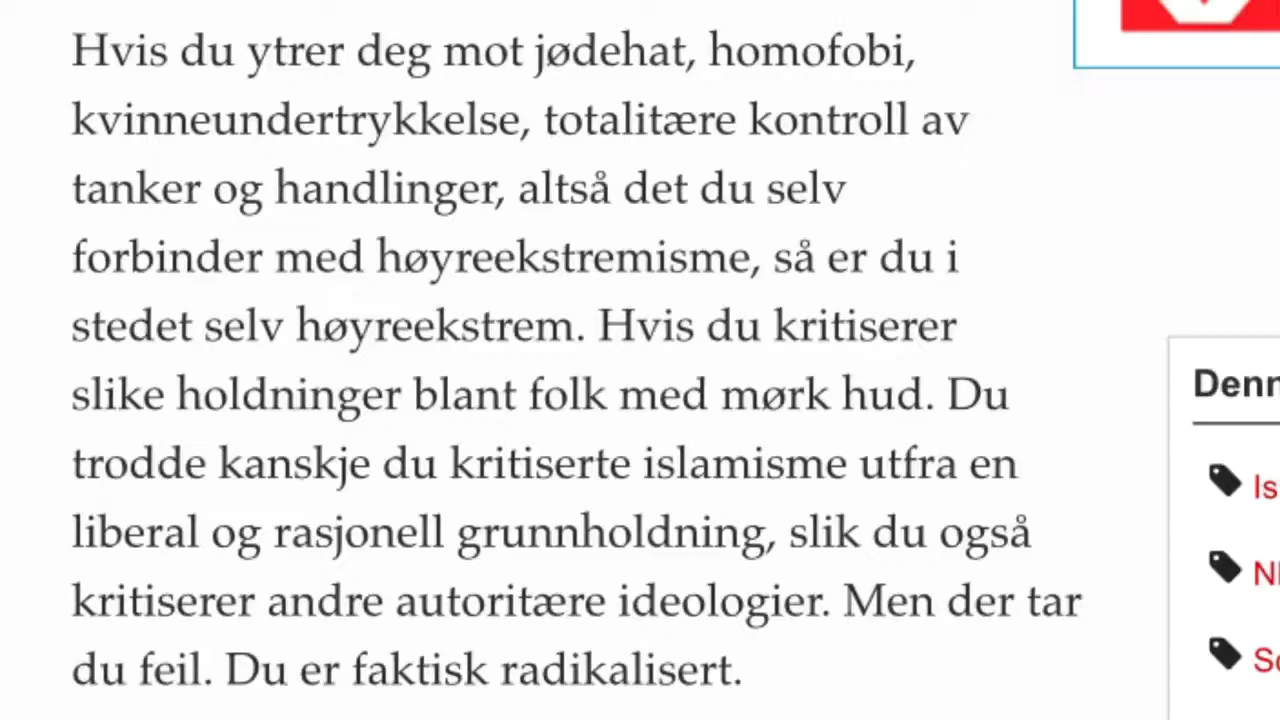 Hvis du ytrer deg mot jødehat, homofobi,
kvinneundertrykkelse, totalitære kontroll av
tanker og handlinger, altså det du selv
forbinder med høyreekstremisme, så er du i
stedet selv høyreekstrem. Hvis du kritiserer
slike holdninger blant folk med mørk hud. Du
trodde kanskje du kritiserte islamisme utfra en
liberal og rasjonell grunnholdning, slik du også
kritiserer andre autoritære ideologier. Men der tar
du feil. Du er faktisk radikalisert.